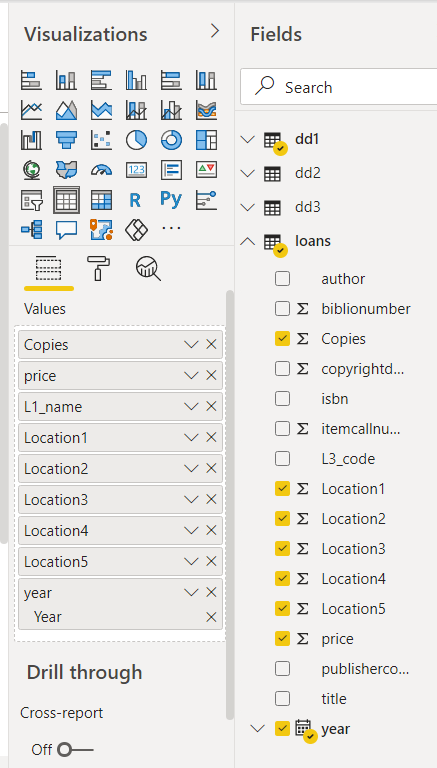 Visualizations
123
R
Py
Values
Copies
price
L1_name
Location1
Location2
Location3
Location4
Location5
year
Year
Drill through
Cross-report
Off
Fields
Search
dd1
dd2
dd3
loans
author
Σ biblionumber
Σ Copies
Σ copyrightd...
isbn
Σ itemcallnu...
L3_code
Σ Location1
Σ Location2
Σ Location3
Σ Location4
Σ Location5
Σ price
publisherco...
title
year